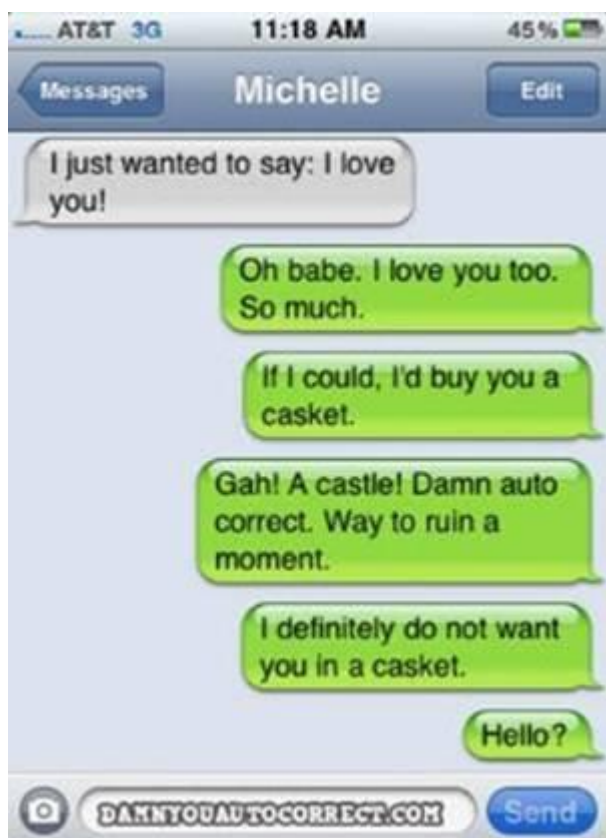 AT&T 3G 11:18 AM 45%
Messages Michelle Edit
I just wanted to say: I love
you!
Oh babe. I love you too.
So much.
If I could, I'd buy you a
casket.
Gah! A castle! Damn auto
correct. Way to ruin a
moment.
I definitely do not want
you in a casket.
Hello?
DAMNYOUAUTOCORRECT.COM Send